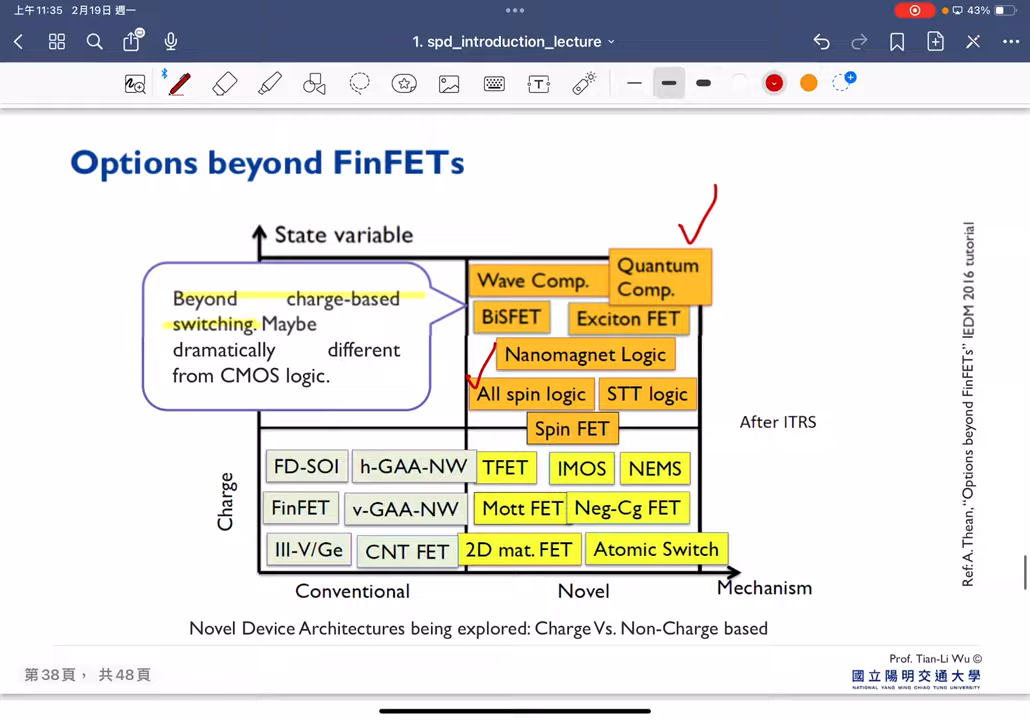 上午11:35 2月19日 週一
43%
1. spd_introduction_lecture
Options beyond FinFETs
State variable
Beyond charge-based
switching. Maybe
dramatically different
from CMOS logic.
Wave Comp.
Quantum
Comp.
BiSFET
Exciton FET
Nanomagnet Logic
All spin logic
STT logic
Spin FET
After ITRS
Charge
FD-SOI
h-GAA-NW
TFET
IMOS
NEMS
FinFET
v-GAA-NW
Mott FET
Neg-Cg FET
III-V/Ge
CNT FET
2D mat. FET
Atomic Switch
Conventional
Novel
Mechanism
Novel Device Architectures being explored: Charge Vs. Non-Charge based
Ref: A. Thean, "Options beyond FinFETs" IEDM 2016 tutorial
第38頁， 共48頁
Prof. Tian-Li Wu ©
國立陽明交通大學
NATIONAL YANG MING CHIAO TUNG UNIVERSITY